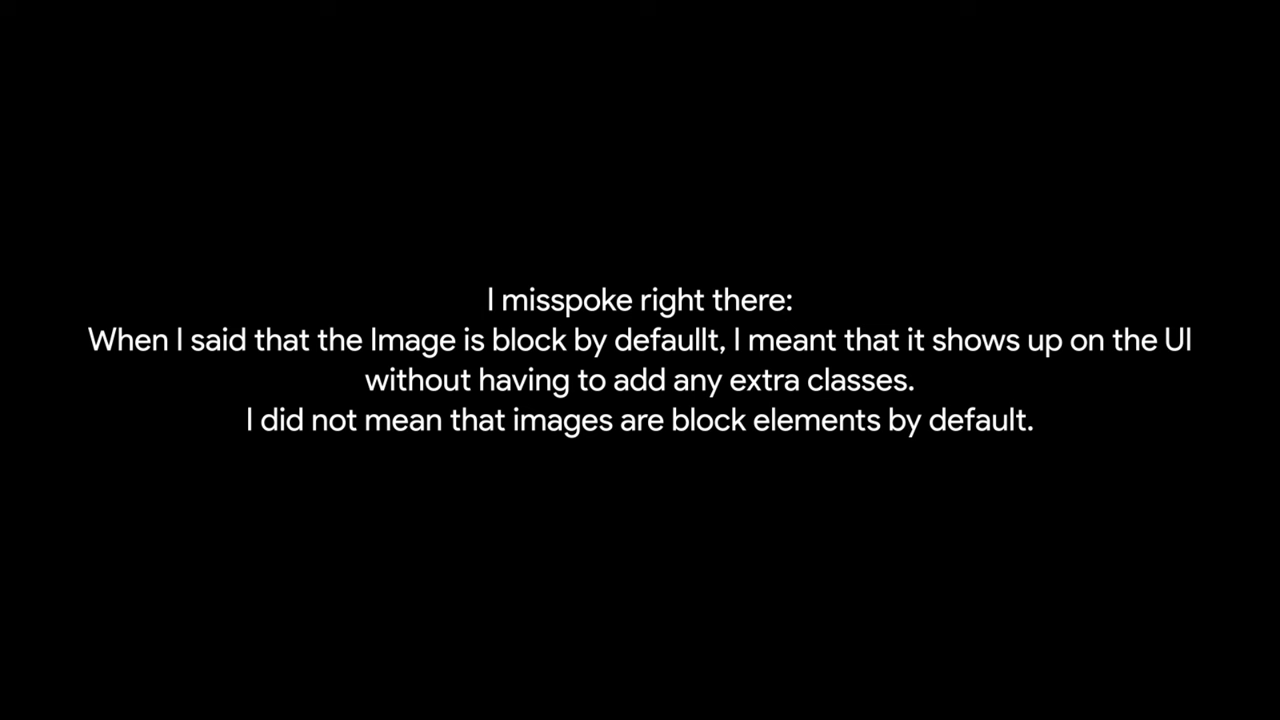 I misspoke right there:
When I said that the Image is block by defaullt, I meant that it shows up on the UI
without having to add any extra classes.
I did not mean that images are block elements by default.